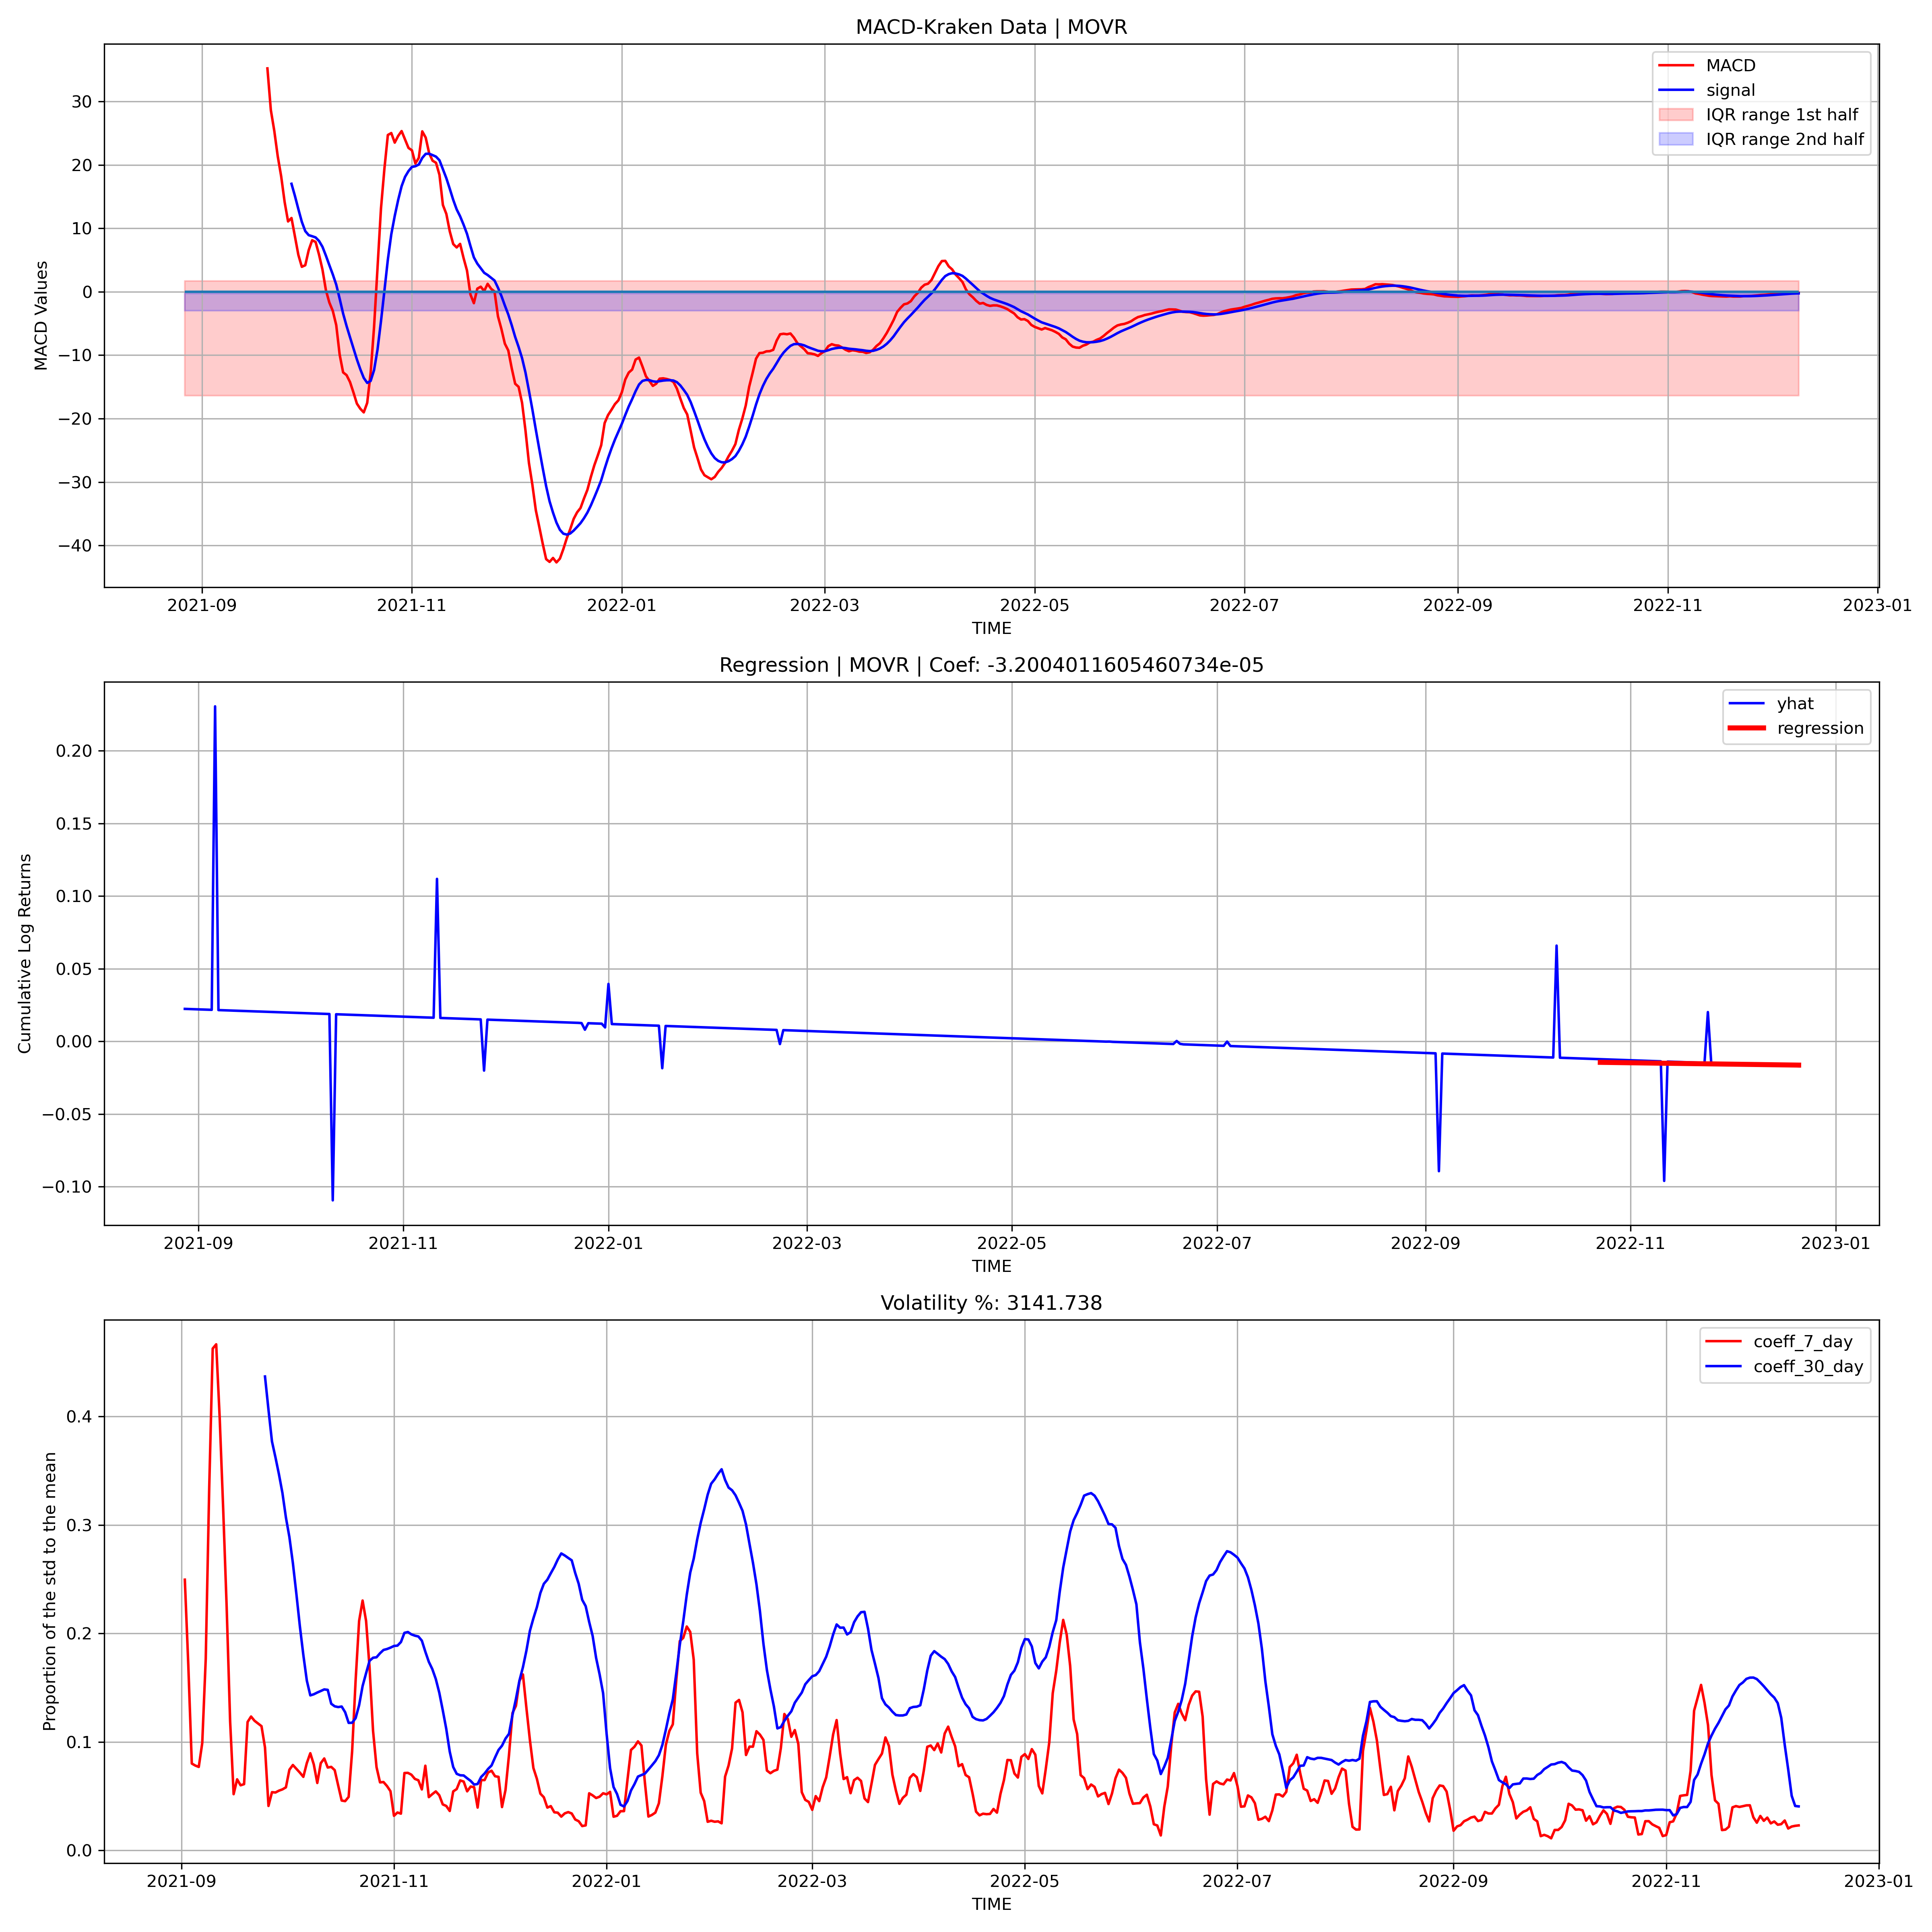 MACD-Kraken Data | MOVR
MACD
signal
IQR range 1st half
IQR range 2nd half
MACD Values
30
20
10
0
−10
−20
−30
−40
2021-09 2021-11 2022-01 2022-03 2022-05 2022-07 2022-09 2022-11 2023-01
TIME
Regression | MOVR | Coef: -3.2004011605460734e-05
yhat
regression
Cumulative Log Returns
0.20
0.15
0.10
0.05
0.00
−0.05
−0.10
2021-09 2021-11 2022-01 2022-03 2022-05 2022-07 2022-09 2022-11 2023-01
TIME
Volatility %: 3141.738
coeff_7_day
coeff_30_day
Proportion of the std to the mean
0.4
0.3
0.2
0.1
0.0
2021-09 2021-11 2022-01 2022-03 2022-05 2022-07 2022-09 2022-11 2023-01
TIME